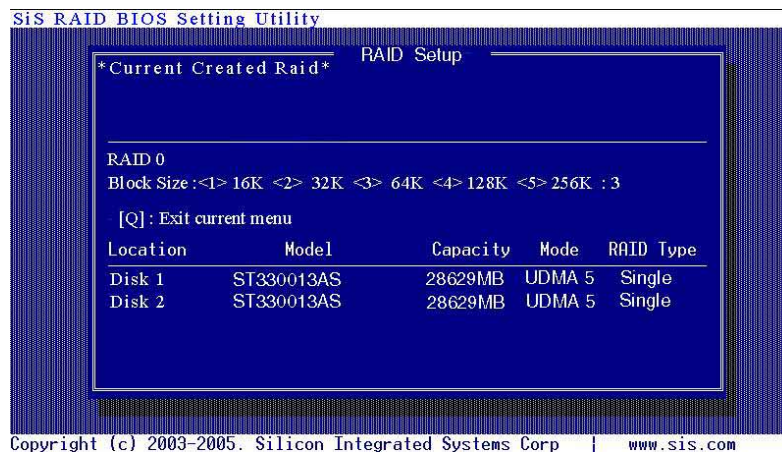 SiS RAID BIOS Setting Utility
RAID Setup
*Current Created Raid*
RAID 0
Block Size :<1> 16K <2> 32K <3> 64K <4> 128K <5> 256K : 3
[Q] : Exit current menu
Location Model Capacity Mode RAID Type
Disk 1 ST330013AS 28629MB UDMA 5 Single
Disk 2 ST330013AS 28629MB UDMA 5 Single
Copyright (c) 2003-2005. Silicon Integrated Systems Corp | www.sis.com